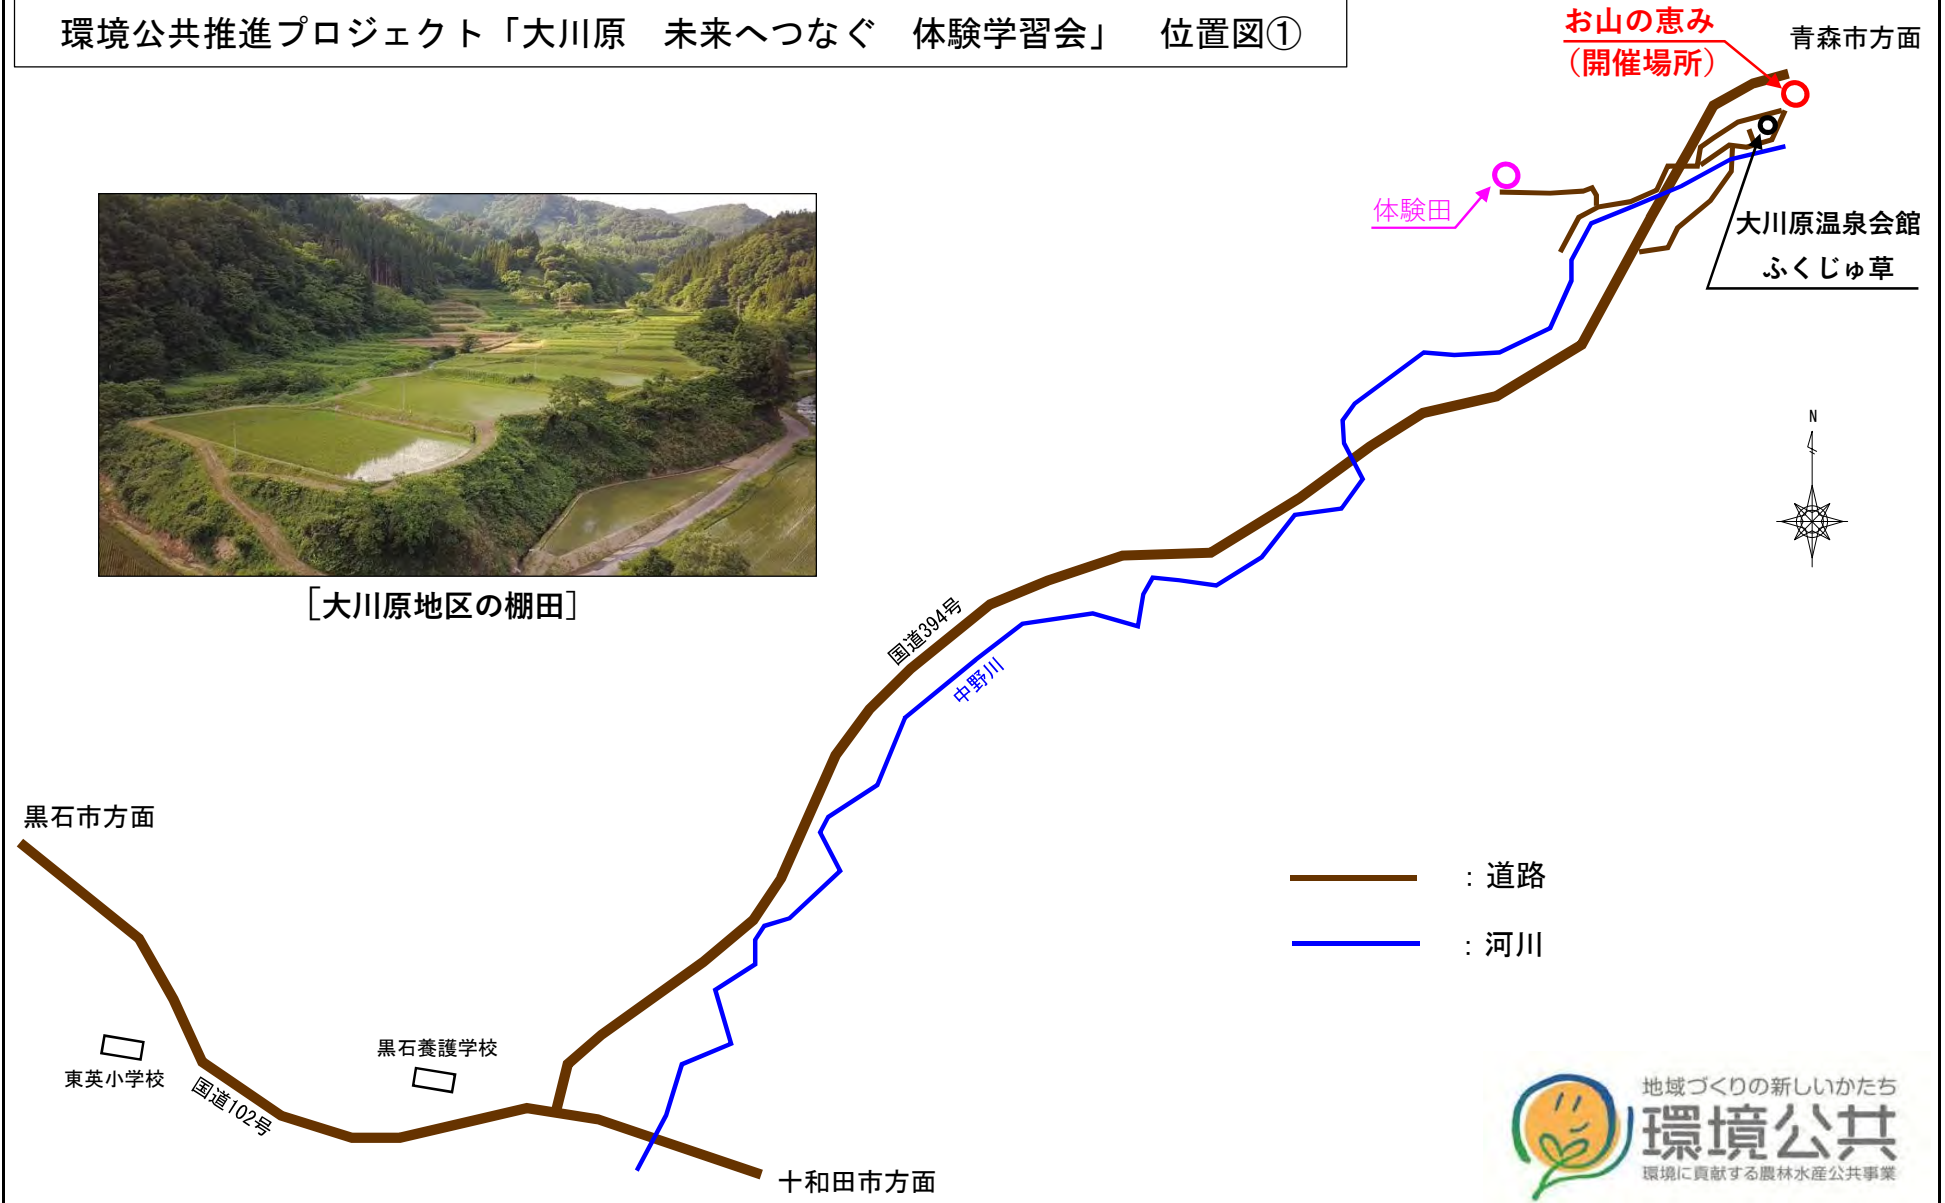 環境公共推進プロジェクト「大川原　未来へつなぐ　体験学習会」　位置図①
お山の恵み
（開催場所）
青森市方面
体験田
大川原温泉会館
ふくじゅ草
N
［大川原地区の棚田］
国道394号
中野川
黒石市方面
：道路
：河川
黒石養護学校
東英小学校
国道102号
十和田市方面
地域づくりの新しいかたち
環境公共
環境に貢献する農林水産公共事業